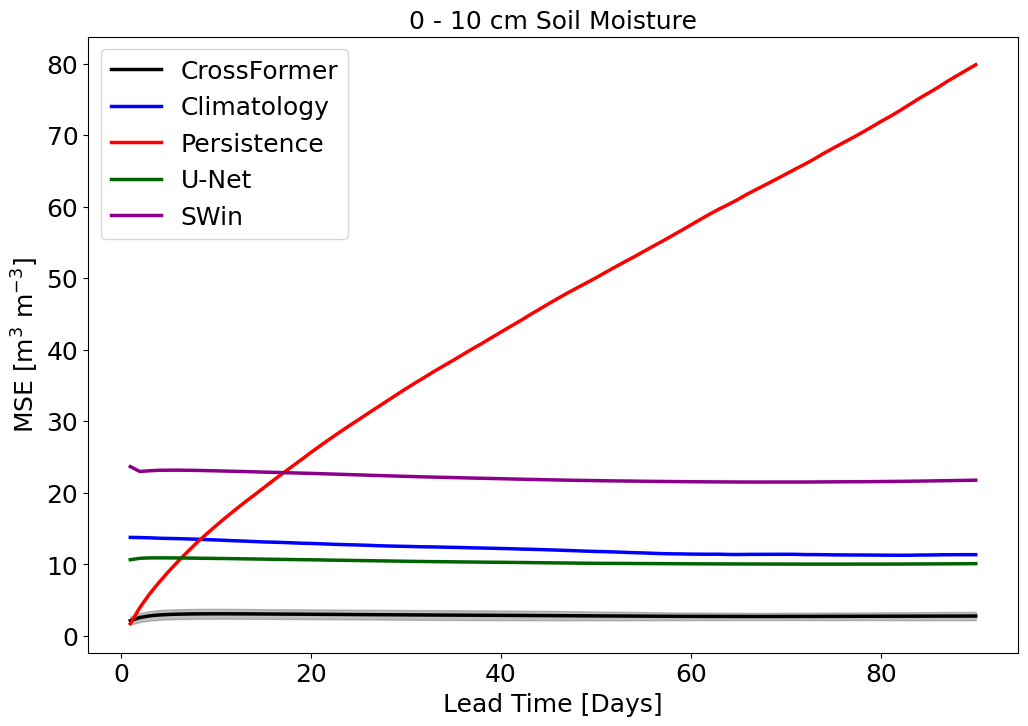 0 - 10 cm Soil Moisture
CrossFormer
Climatology
Persistence
U-Net
SWin
MSE [m³ m⁻³]
80
70
60
50
40
30
20
10
0
0 20 40 60 80
Lead Time [Days]